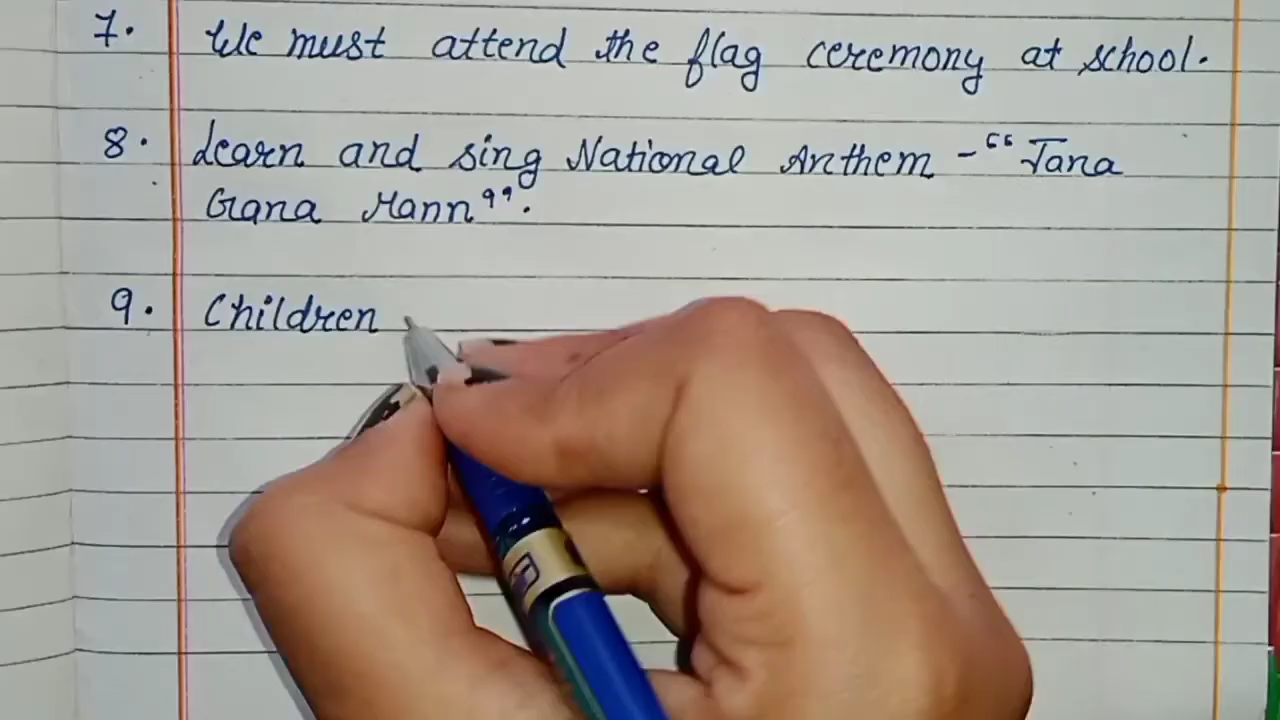 7. We must attend the flag ceremony at school.
8. Learn and sing National Anthem - “Jana
Gana Mann”.
9. Children